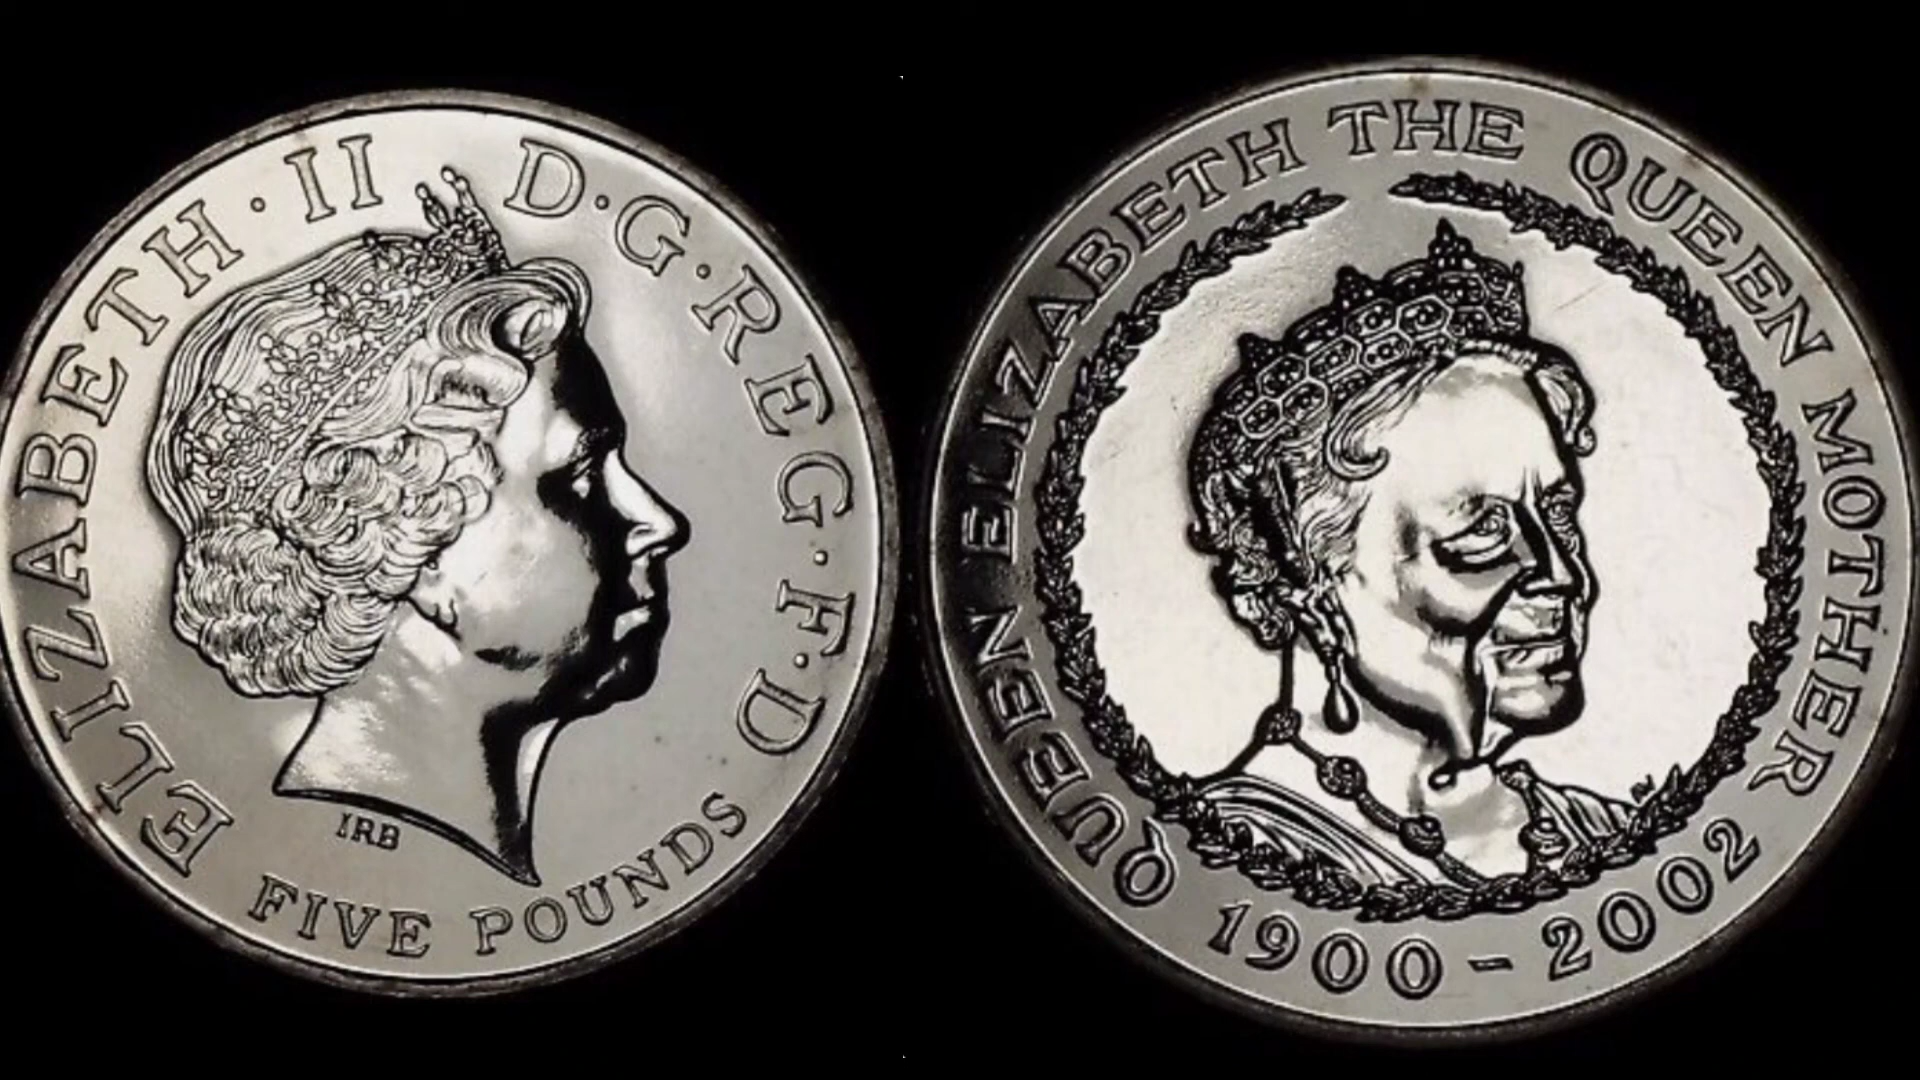 ELIZABETH·II D·G·REG·F·D
FIVE POUNDS
IRB
QUEEN ELIZABETH THE QUEEN MOTHER
1900-2002